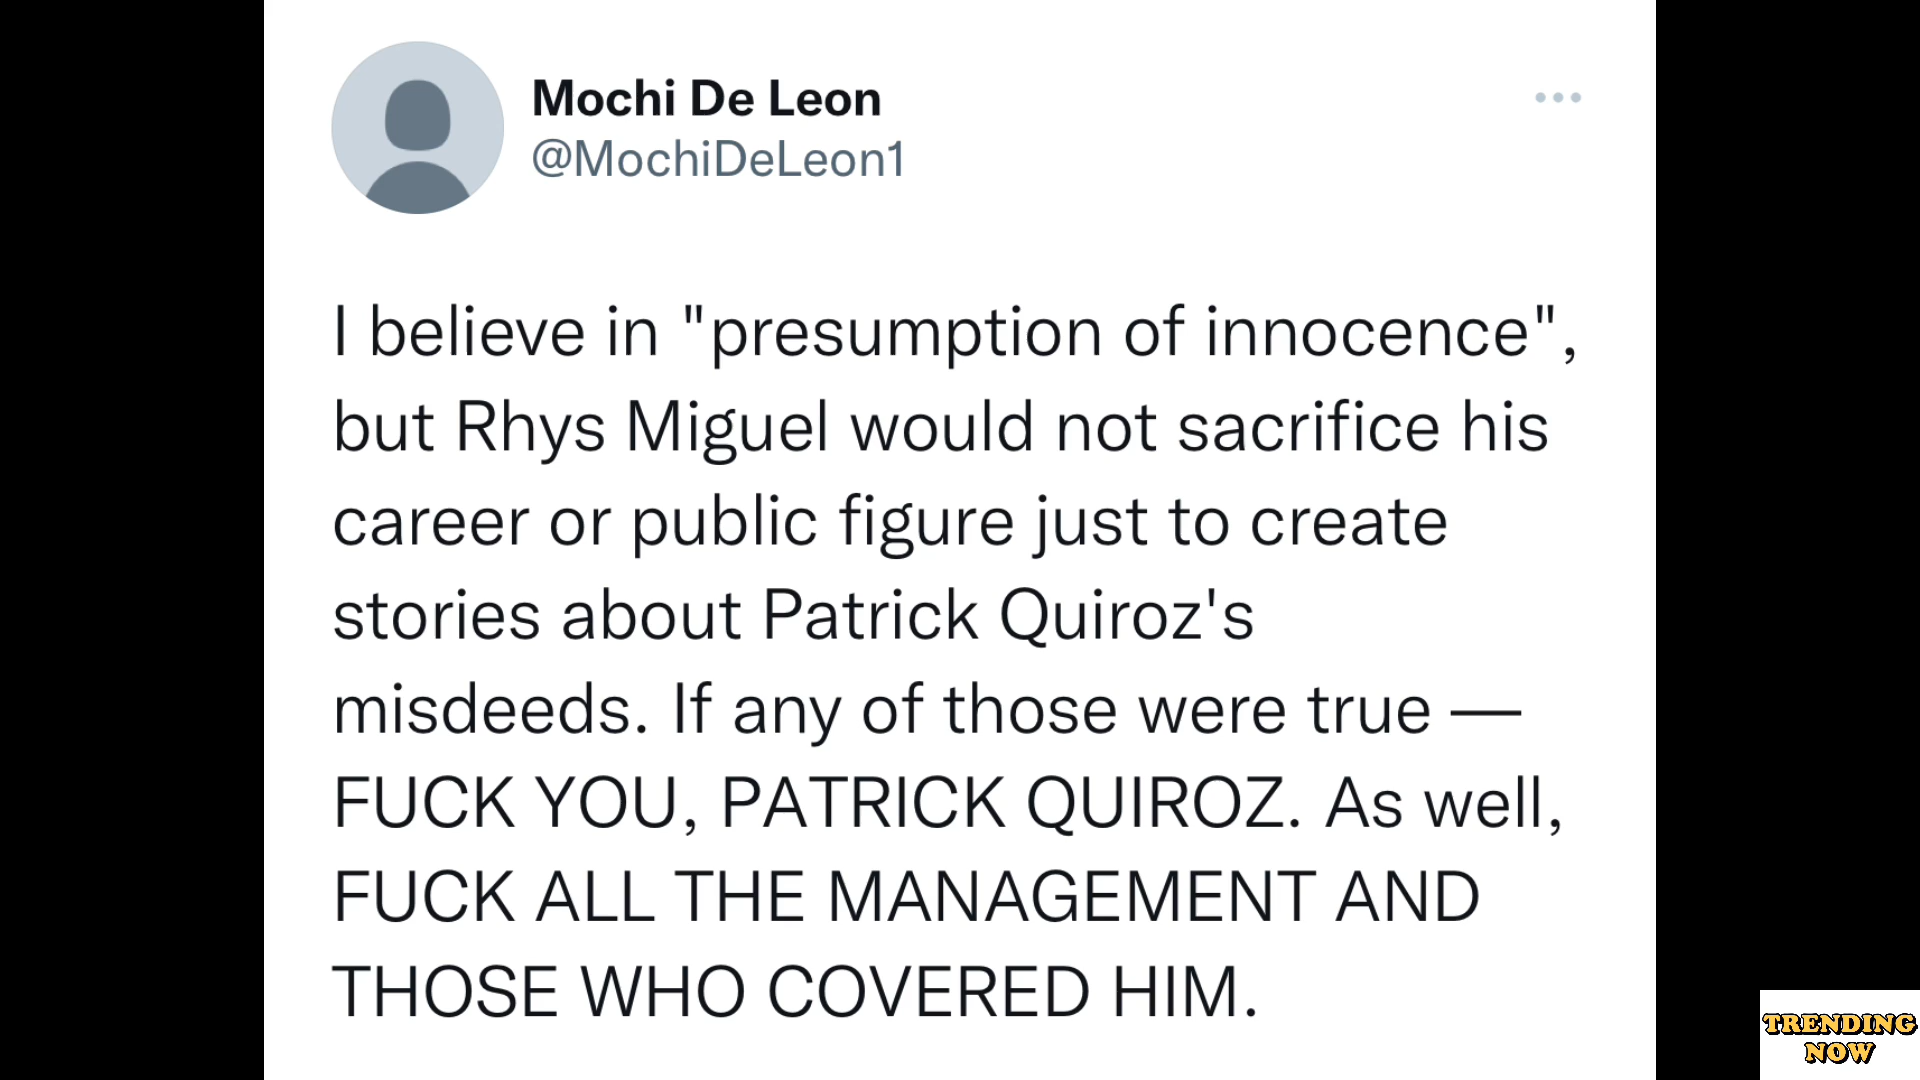 Mochi De Leon
@MochiDeLeon1
I believe in "presumption of innocence",
but Rhys Miguel would not sacrifice his
career or public figure just to create
stories about Patrick Quiroz's
misdeeds. If any of those were true —
FUCK YOU, PATRICK QUIROZ. As well,
FUCK ALL THE MANAGEMENT AND
THOSE WHO COVERED HIM.
TRENDING
NOW